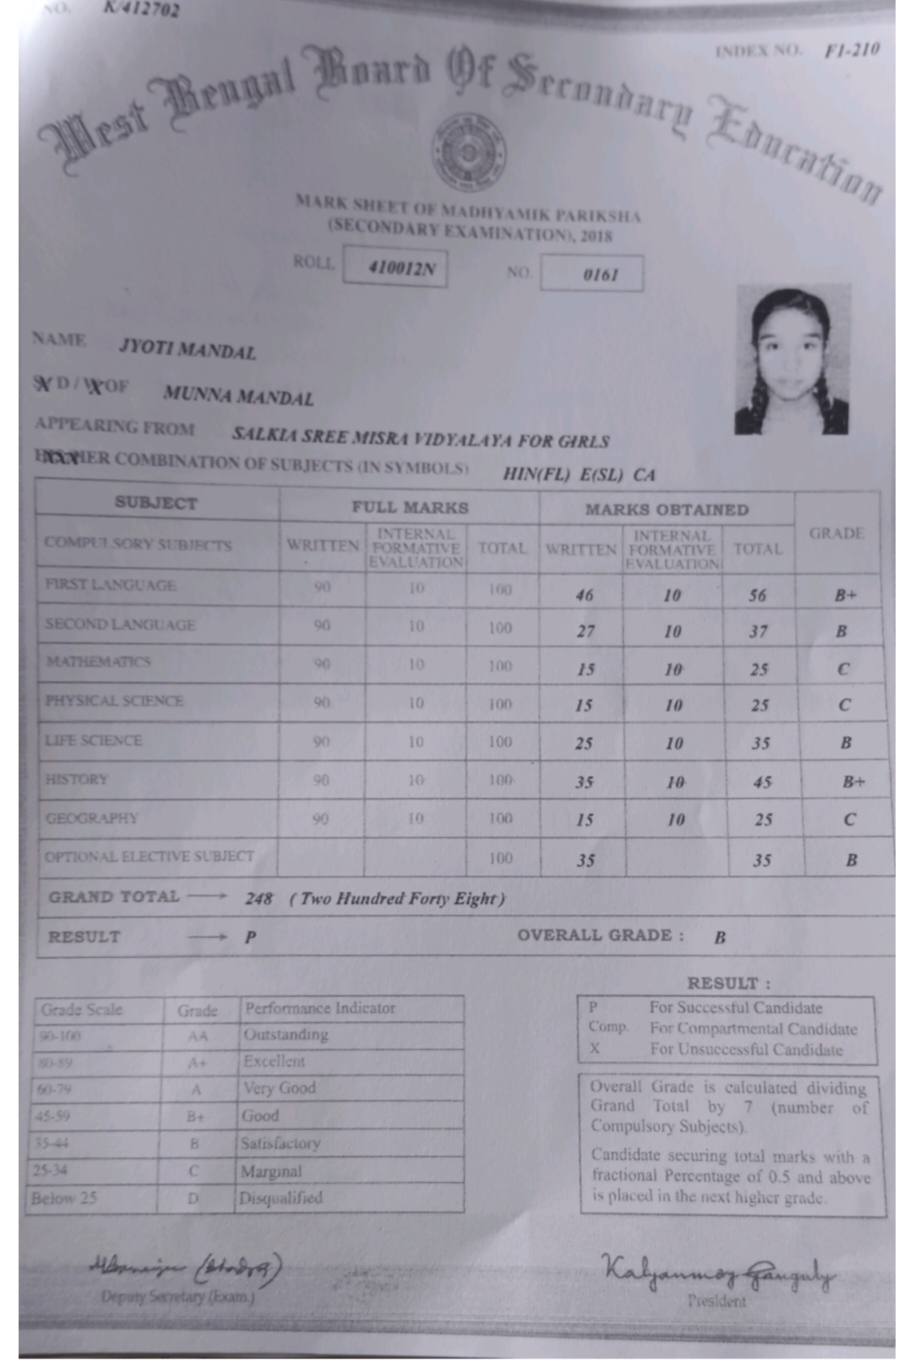 NO. K/412702
INDEX NO. F1-210
West Bengal Board Of Secondary Education
MARK SHEET OF MADHYAMIK PARIKSHA
(SECONDARY EXAMINATION), 2018
ROLL 410012N NO. 0161
NAME JYOTI MANDAL
D / OF MUNNA MANDAL
APPEARING FROM SALKIA SREE MISRA VIDYALAYA FOR GIRLS
HIS/HER COMBINATION OF SUBJECTS (IN SYMBOLS) HIN(FL) E(SL) CA
SUBJECT FULL MARKS MARKS OBTAINED GRADE
COMPULSORY SUBJECTS WRITTEN INTERNAL FORMATIVE EVALUATION TOTAL WRITTEN INTERNAL FORMATIVE EVALUATION TOTAL
FIRST LANGUAGE 90 10 100 46 10 56 B+
SECOND LANGUAGE 90 10 100 27 10 37 B
MATHEMATICS 90 10 100 15 10 25 C
PHYSICAL SCIENCE 90 10 100 15 10 25 C
LIFE SCIENCE 90 10 100 25 10 35 B
HISTORY 90 10 100 35 10 45 B+
GEOGRAPHY 90 10 100 15 10 25 C
OPTIONAL ELECTIVE SUBJECT 100 35 35 B
GRAND TOTAL → 248 (Two Hundred Forty Eight)
RESULT → P OVERALL GRADE : B
Grade Scale Grade Performance Indicator
90-100 AA Outstanding
80-89 A+ Excellent
60-79 A Very Good
45-59 B+ Good
35-44 B Satisfactory
25-34 C Marginal
Below 25 D Disqualified
RESULT :
P For Successful Candidate
Comp. For Compartmental Candidate
X For Unsuccessful Candidate
Overall Grade is calculated dividing
Grand Total by 7 (number of
Compulsory Subjects).
Candidate securing total marks with a
fractional Percentage of 0.5 and above
is placed in the next higher grade.
Kalyanmoy Ganguly
Deputy Secretary (Exam.)
President